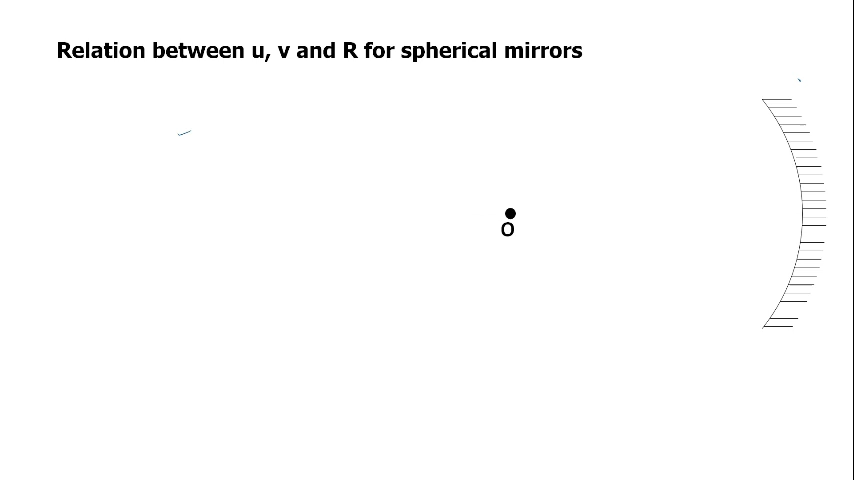 Relation between u, v and R for spherical mirrors
O